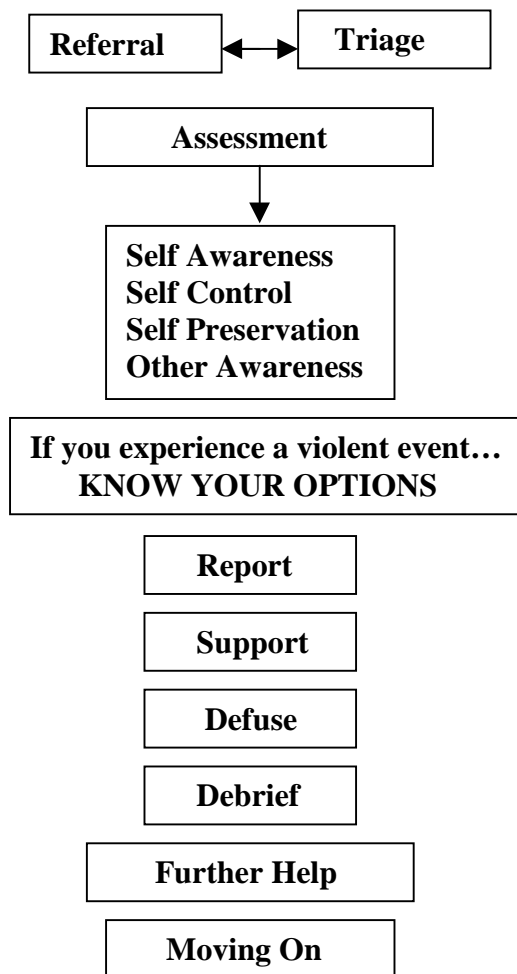 Referral
Triage
Assessment
Self Awareness
Self Control
Self Preservation
Other Awareness
If you experience a violent event…
KNOW YOUR OPTIONS
Report
Support
Defuse
Debrief
Further Help
Moving On